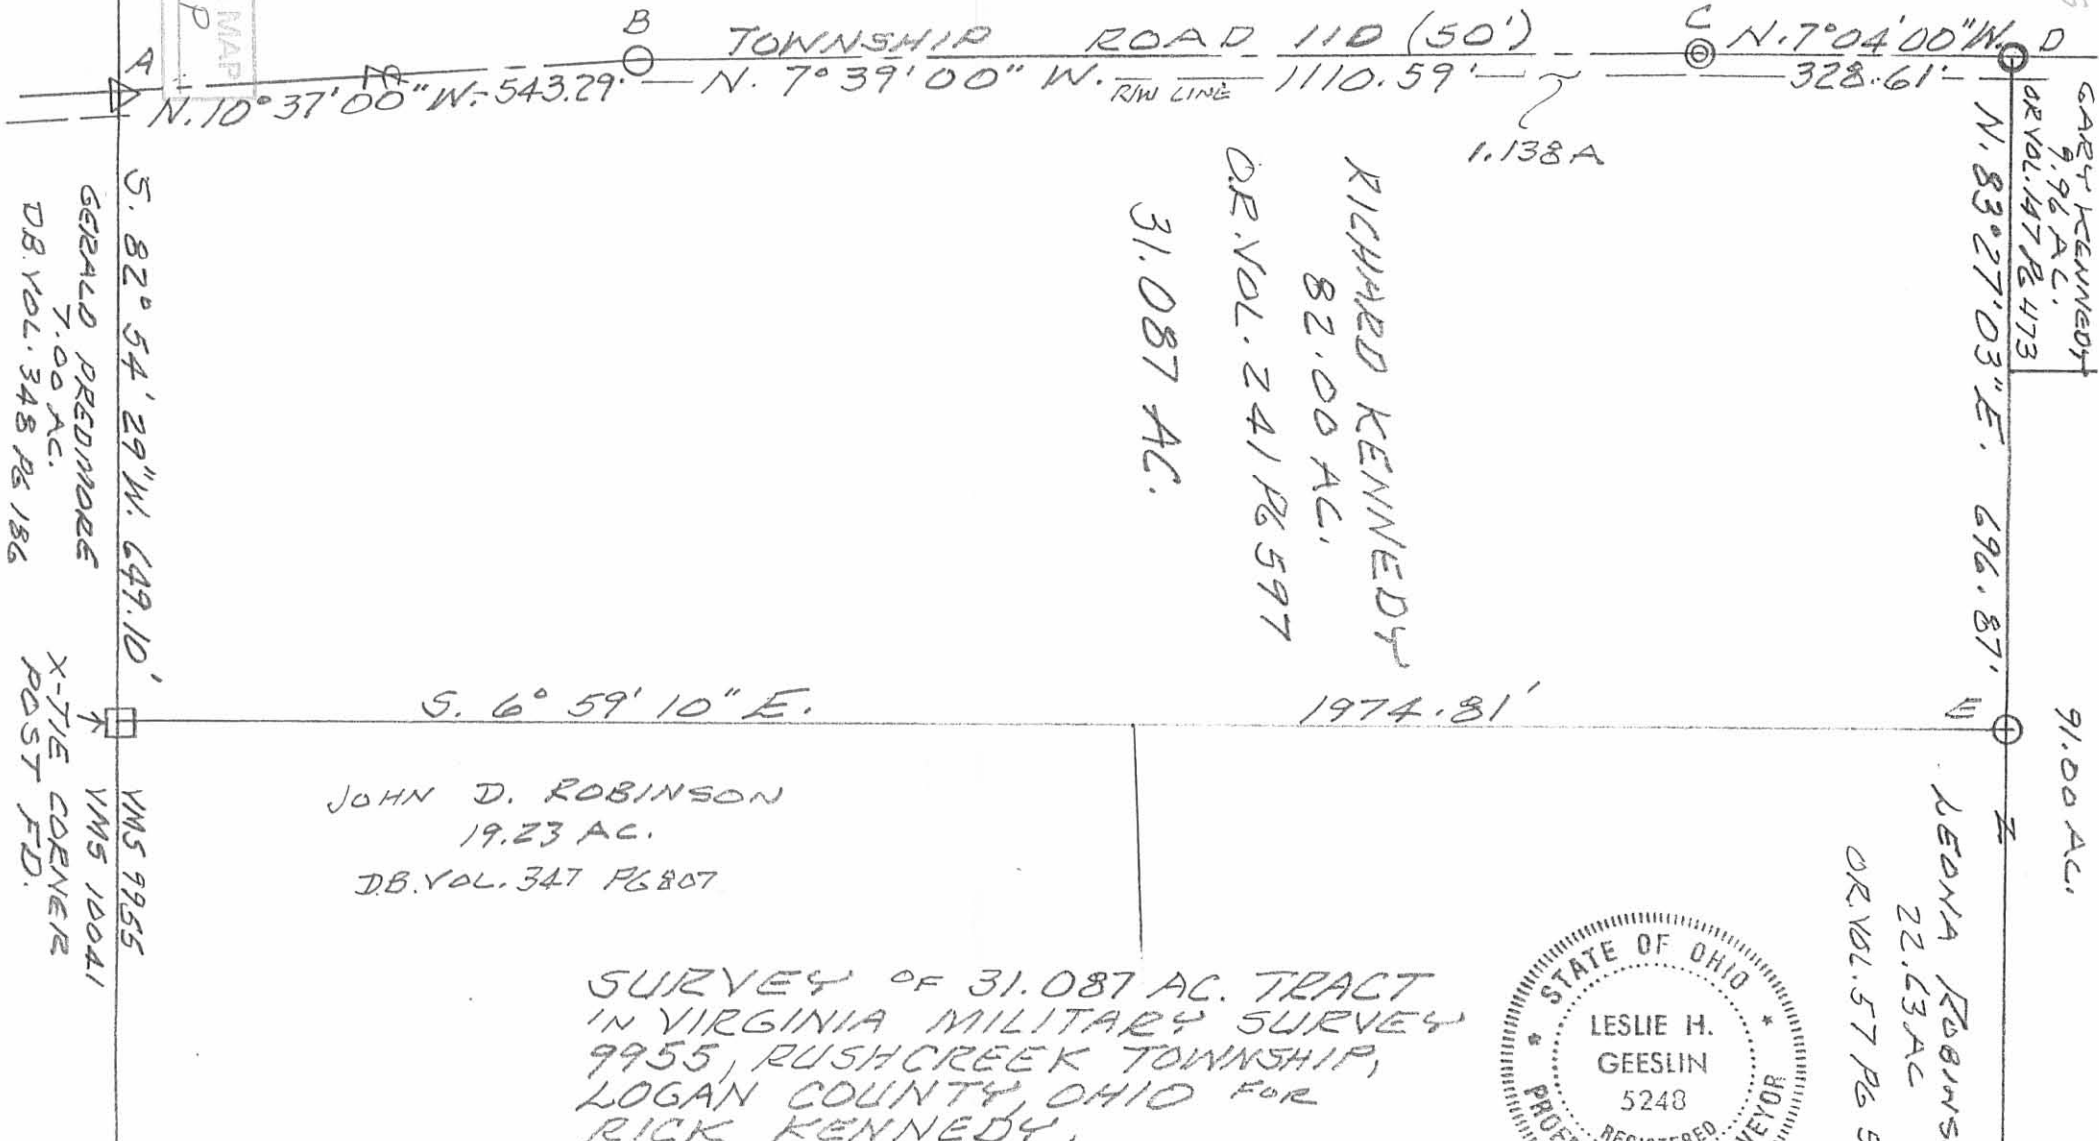 MAP
P
A
B
TOWNSHIP ROAD 110 (50')
C
N. 7° 04' 00" W.
D
N. 10° 37' 00" W. 543.29'
N. 7° 39' 00" W.
R/W LINE
1110.59'
328.61'
1.138 A
GARY KENNEDY
9.96 AC.
OR VOL. 147 PG 473
N. 83° 27' 03" E. 696.87'
RICHARD KENNEDY
82.00 AC.
O.R. VOL. 241 PG 597
31.087 AC.
S. 82° 54' 29" W. 649.10'
GERALD PREDMORE
7.00 AC.
DB. VOL. 348 PG 186
S. 6° 59' 10" E.
1974.81'
E
91.00 AC.
X-TIE CORNER
POST FD.
VMS 9955
VMS 10041
JOHN D. ROBINSON
19.23 AC.
D.B. VOL. 347 PG 807
LEONA ROBINS
22.63 AC
OR. VOL. 57 PG 5
SURVEY OF 31.087 AC. TRACT
IN VIRGINIA MILITARY SURVEY
9955, RUSHCREEK TOWNSHIP,
LOGAN COUNTY, OHIO FOR
RICK KENNEDY.
STATE OF OHIO
LESLIE H.
GEESLIN
5248
REGISTERED